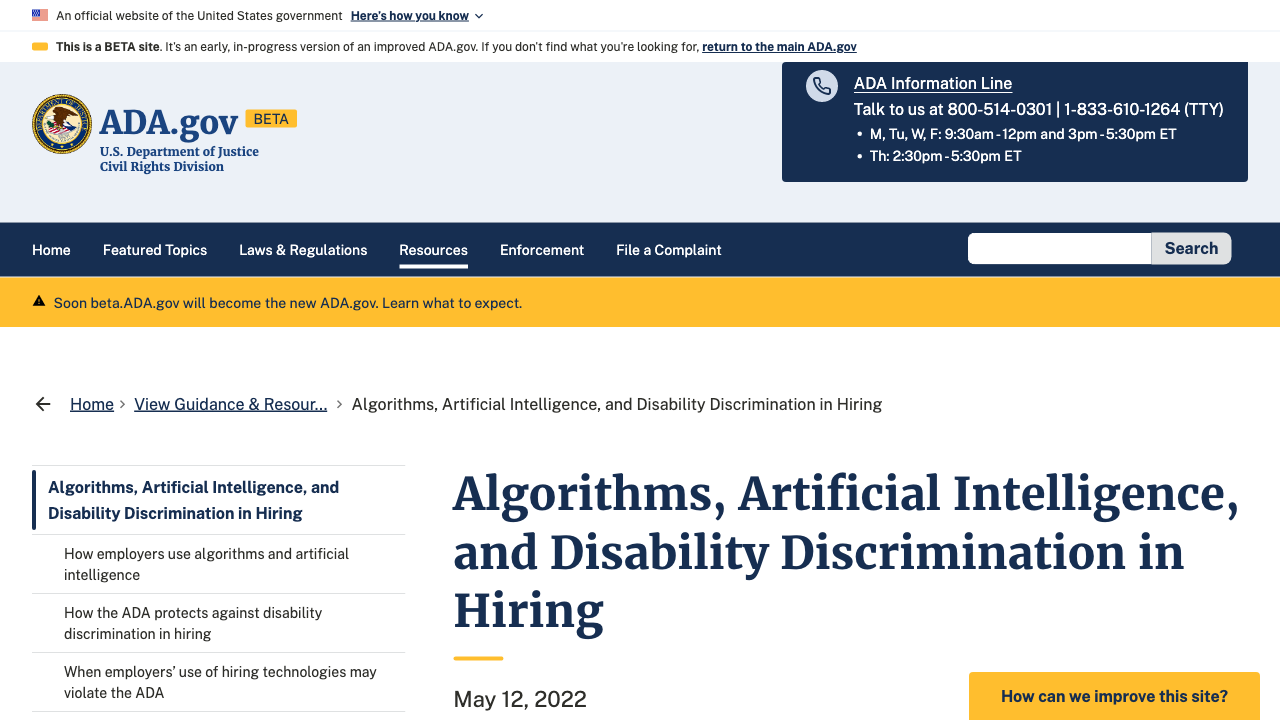 An official website of the United States government Here's how you know
This is a BETA site. It's an early, in-progress version of an improved ADA.gov. If you don't find what you're looking for, return to the main ADA.gov
ADA.gov BETA
U.S. Department of Justice
Civil Rights Division
ADA Information Line
Talk to us at 800-514-0301 | 1-833-610-1264 (TTY)
• M, Tu, W, F: 9:30am - 12pm and 3pm - 5:30pm ET
• Th: 2:30pm - 5:30pm ET
Home Featured Topics Laws & Regulations Resources Enforcement File a Complaint Search
Soon beta.ADA.gov will become the new ADA.gov. Learn what to expect.
Home View Guidance & Resour... Algorithms, Artificial Intelligence, and Disability Discrimination in Hiring
Algorithms, Artificial Intelligence, and
Disability Discrimination in Hiring
How employers use algorithms and artificial
intelligence
How the ADA protects against disability
discrimination in hiring
When employers’ use of hiring technologies may
violate the ADA
Algorithms, Artificial Intelligence,
and Disability Discrimination in
Hiring
May 12, 2022
How can we improve this site?